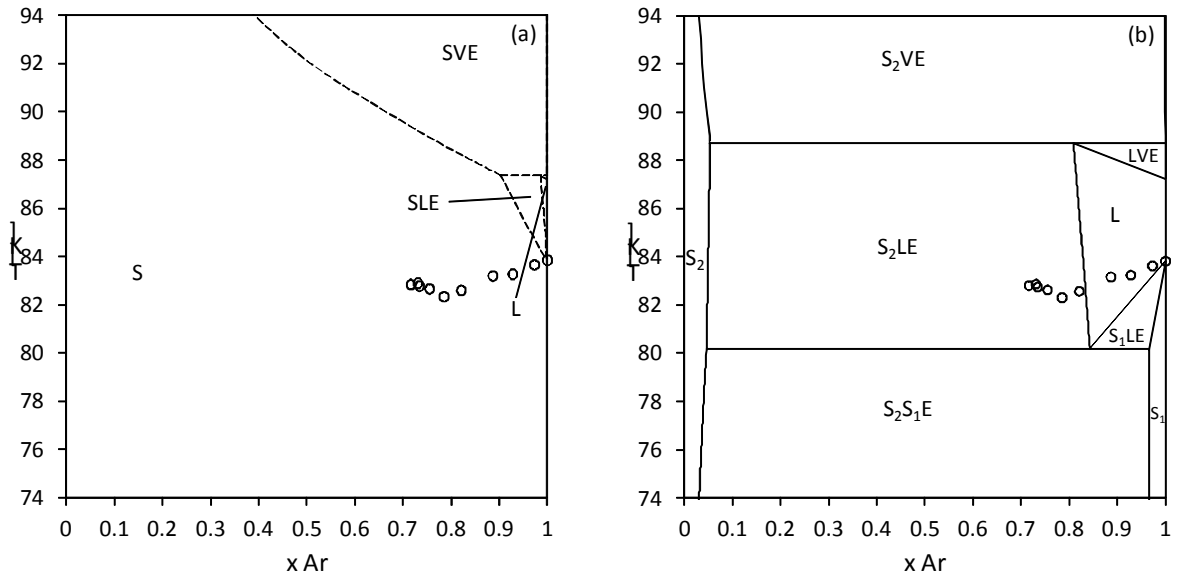 94
92
90
88
86
84
82
80
78
76
74
T [K]
(a)
SVE
SLE
S
L
0 0.1 0.2 0.3 0.4 0.5 0.6 0.7 0.8 0.9 1
x Ar
94
92
90
88
86
84
82
80
78
76
74
T [K]
(b)
S₂VE
LVE
L
S₂
S₂LE
S₁LE
S₂S₁E
S₁
0 0.1 0.2 0.3 0.4 0.5 0.6 0.7 0.8 0.9 1
x Ar